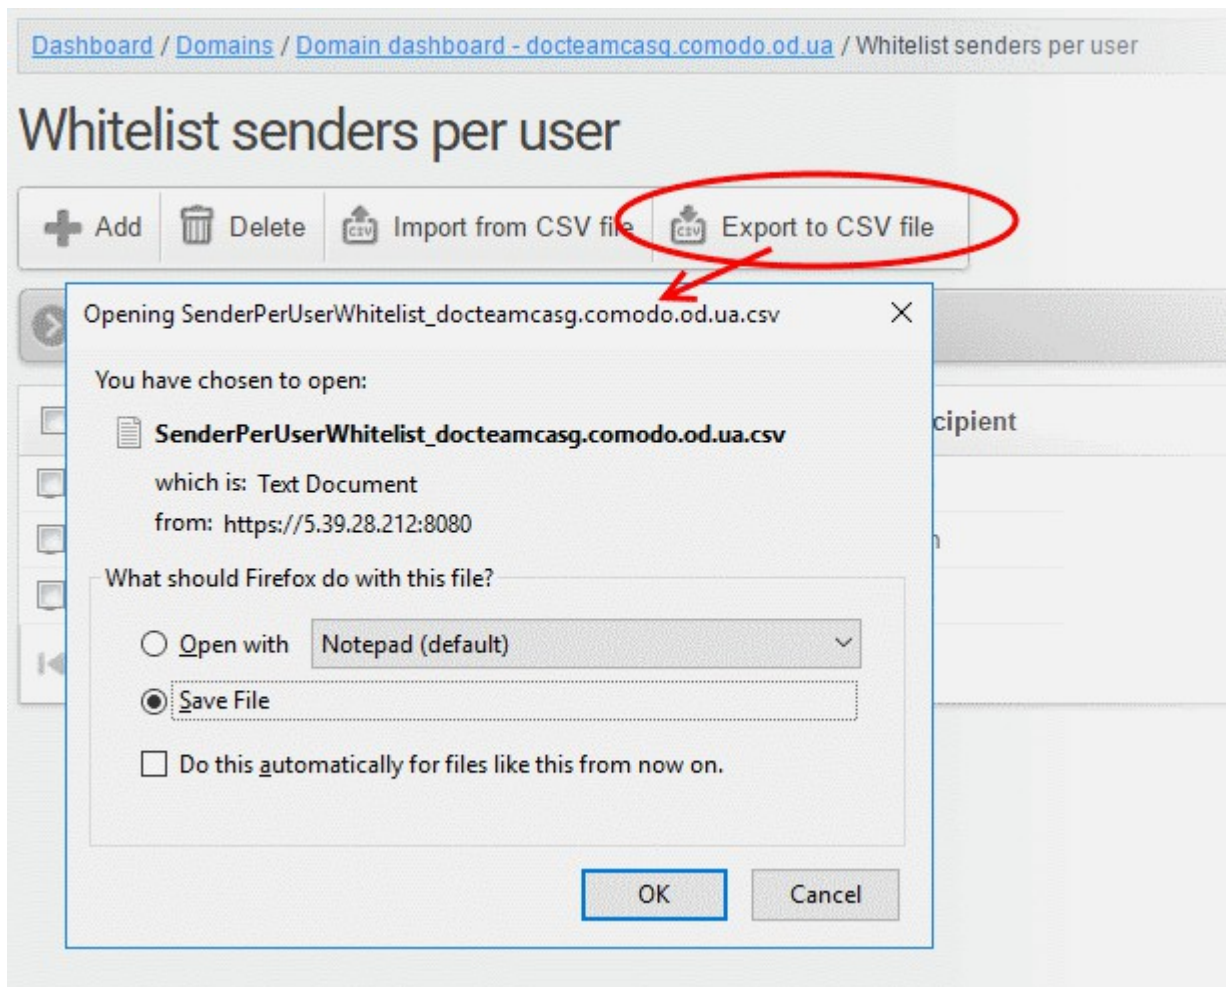 Dashboard / Domains / Domain dashboard - docteamcasg.comodo.od.ua / Whitelist senders per user
Whitelist senders per user
Add Delete Import from CSV file Export to CSV file
Opening SenderPerUserWhitelist_docteamcasg.comodo.od.ua.csv
You have chosen to open:
SenderPerUserWhitelist_docteamcasg.comodo.od.ua.csv
cipient
which is: Text Document
from: https://5.39.28.212:8080
What should Firefox do with this file?
Open with Notepad (default)
Save File
Do this automatically for files like this from now on.
OK Cancel